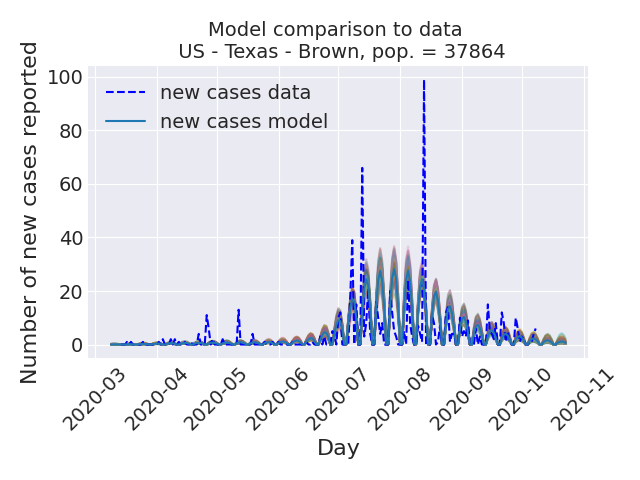 Model comparison to data
US - Texas - Brown, pop. = 37864
Number of new cases reported
100
80
60
40
20
0
new cases data
new cases model
2020-03
2020-04
2020-05
2020-06
2020-07
2020-08
2020-09
2020-10
2020-11
Day